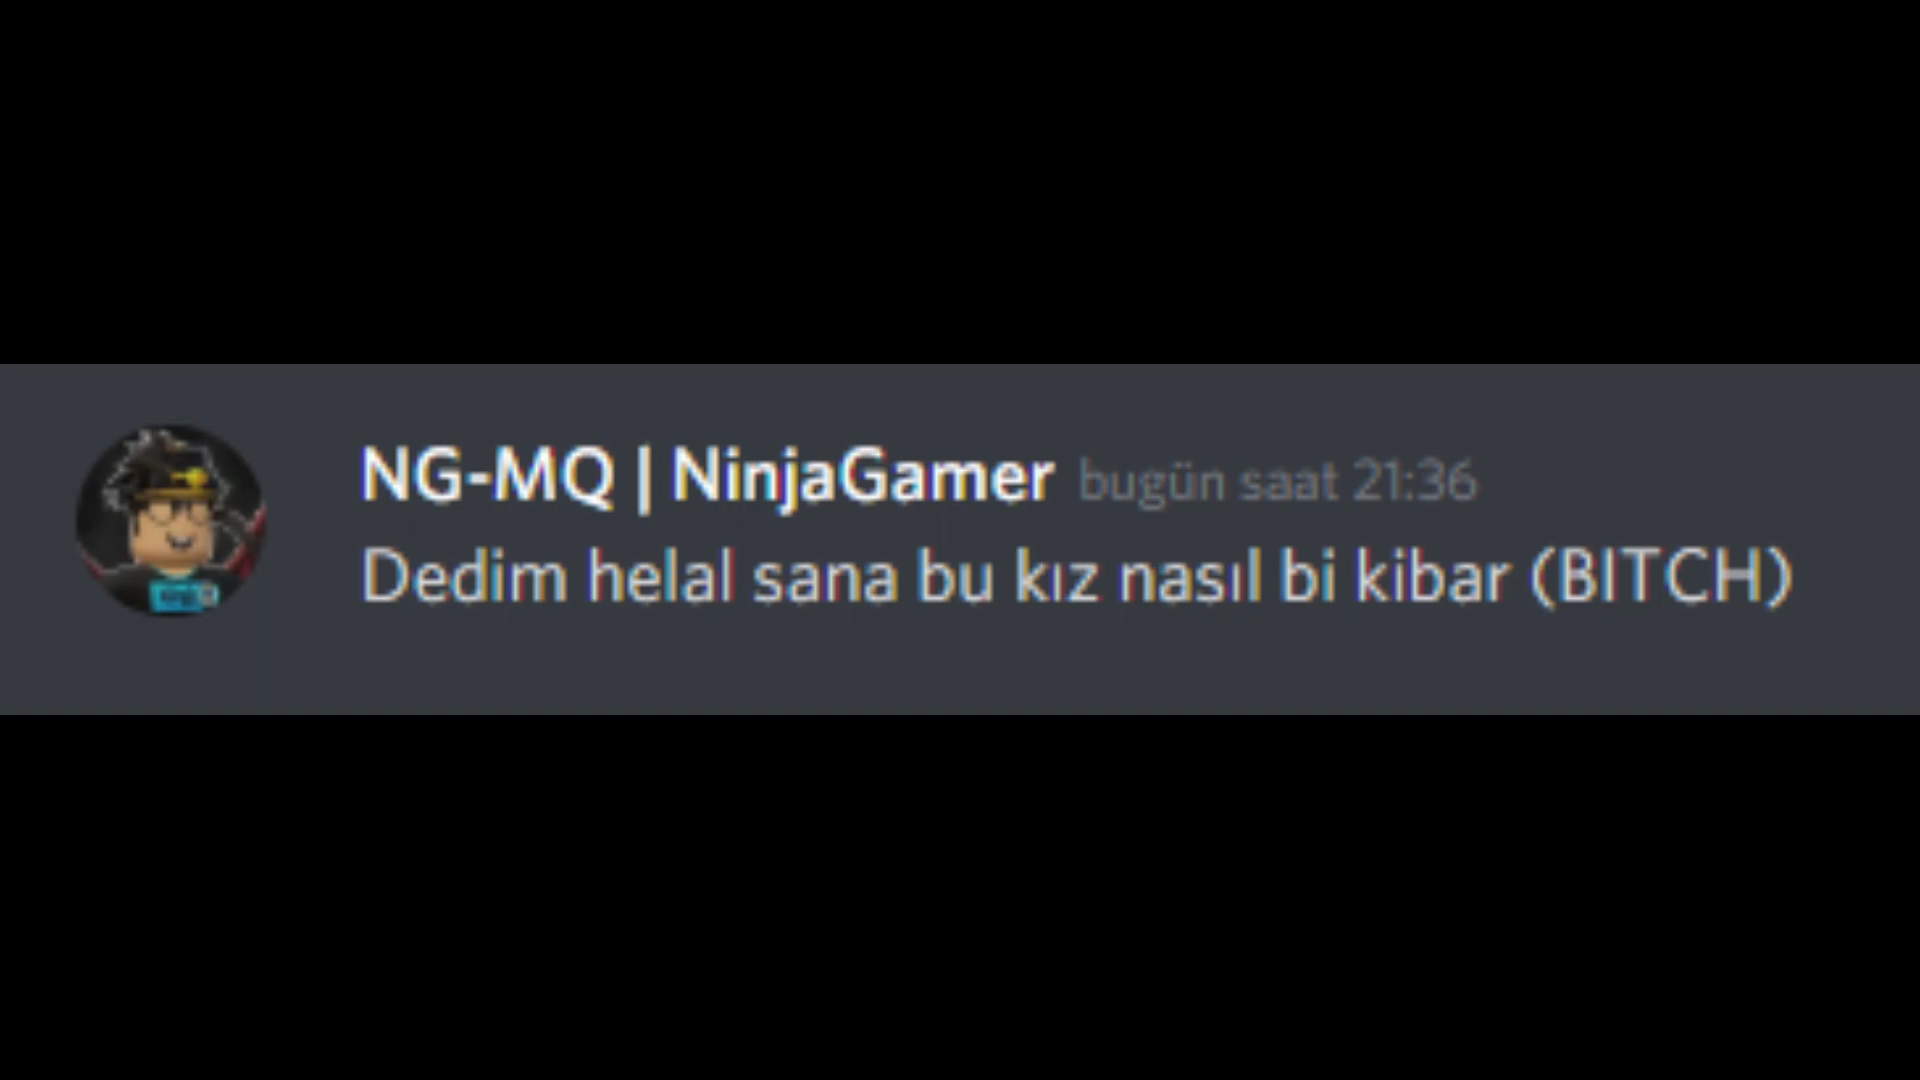 NG-MQ | NinjaGamer bugün saat 21:36
Dedim helal sana bu kız nasıl bi kibar (BITCH)